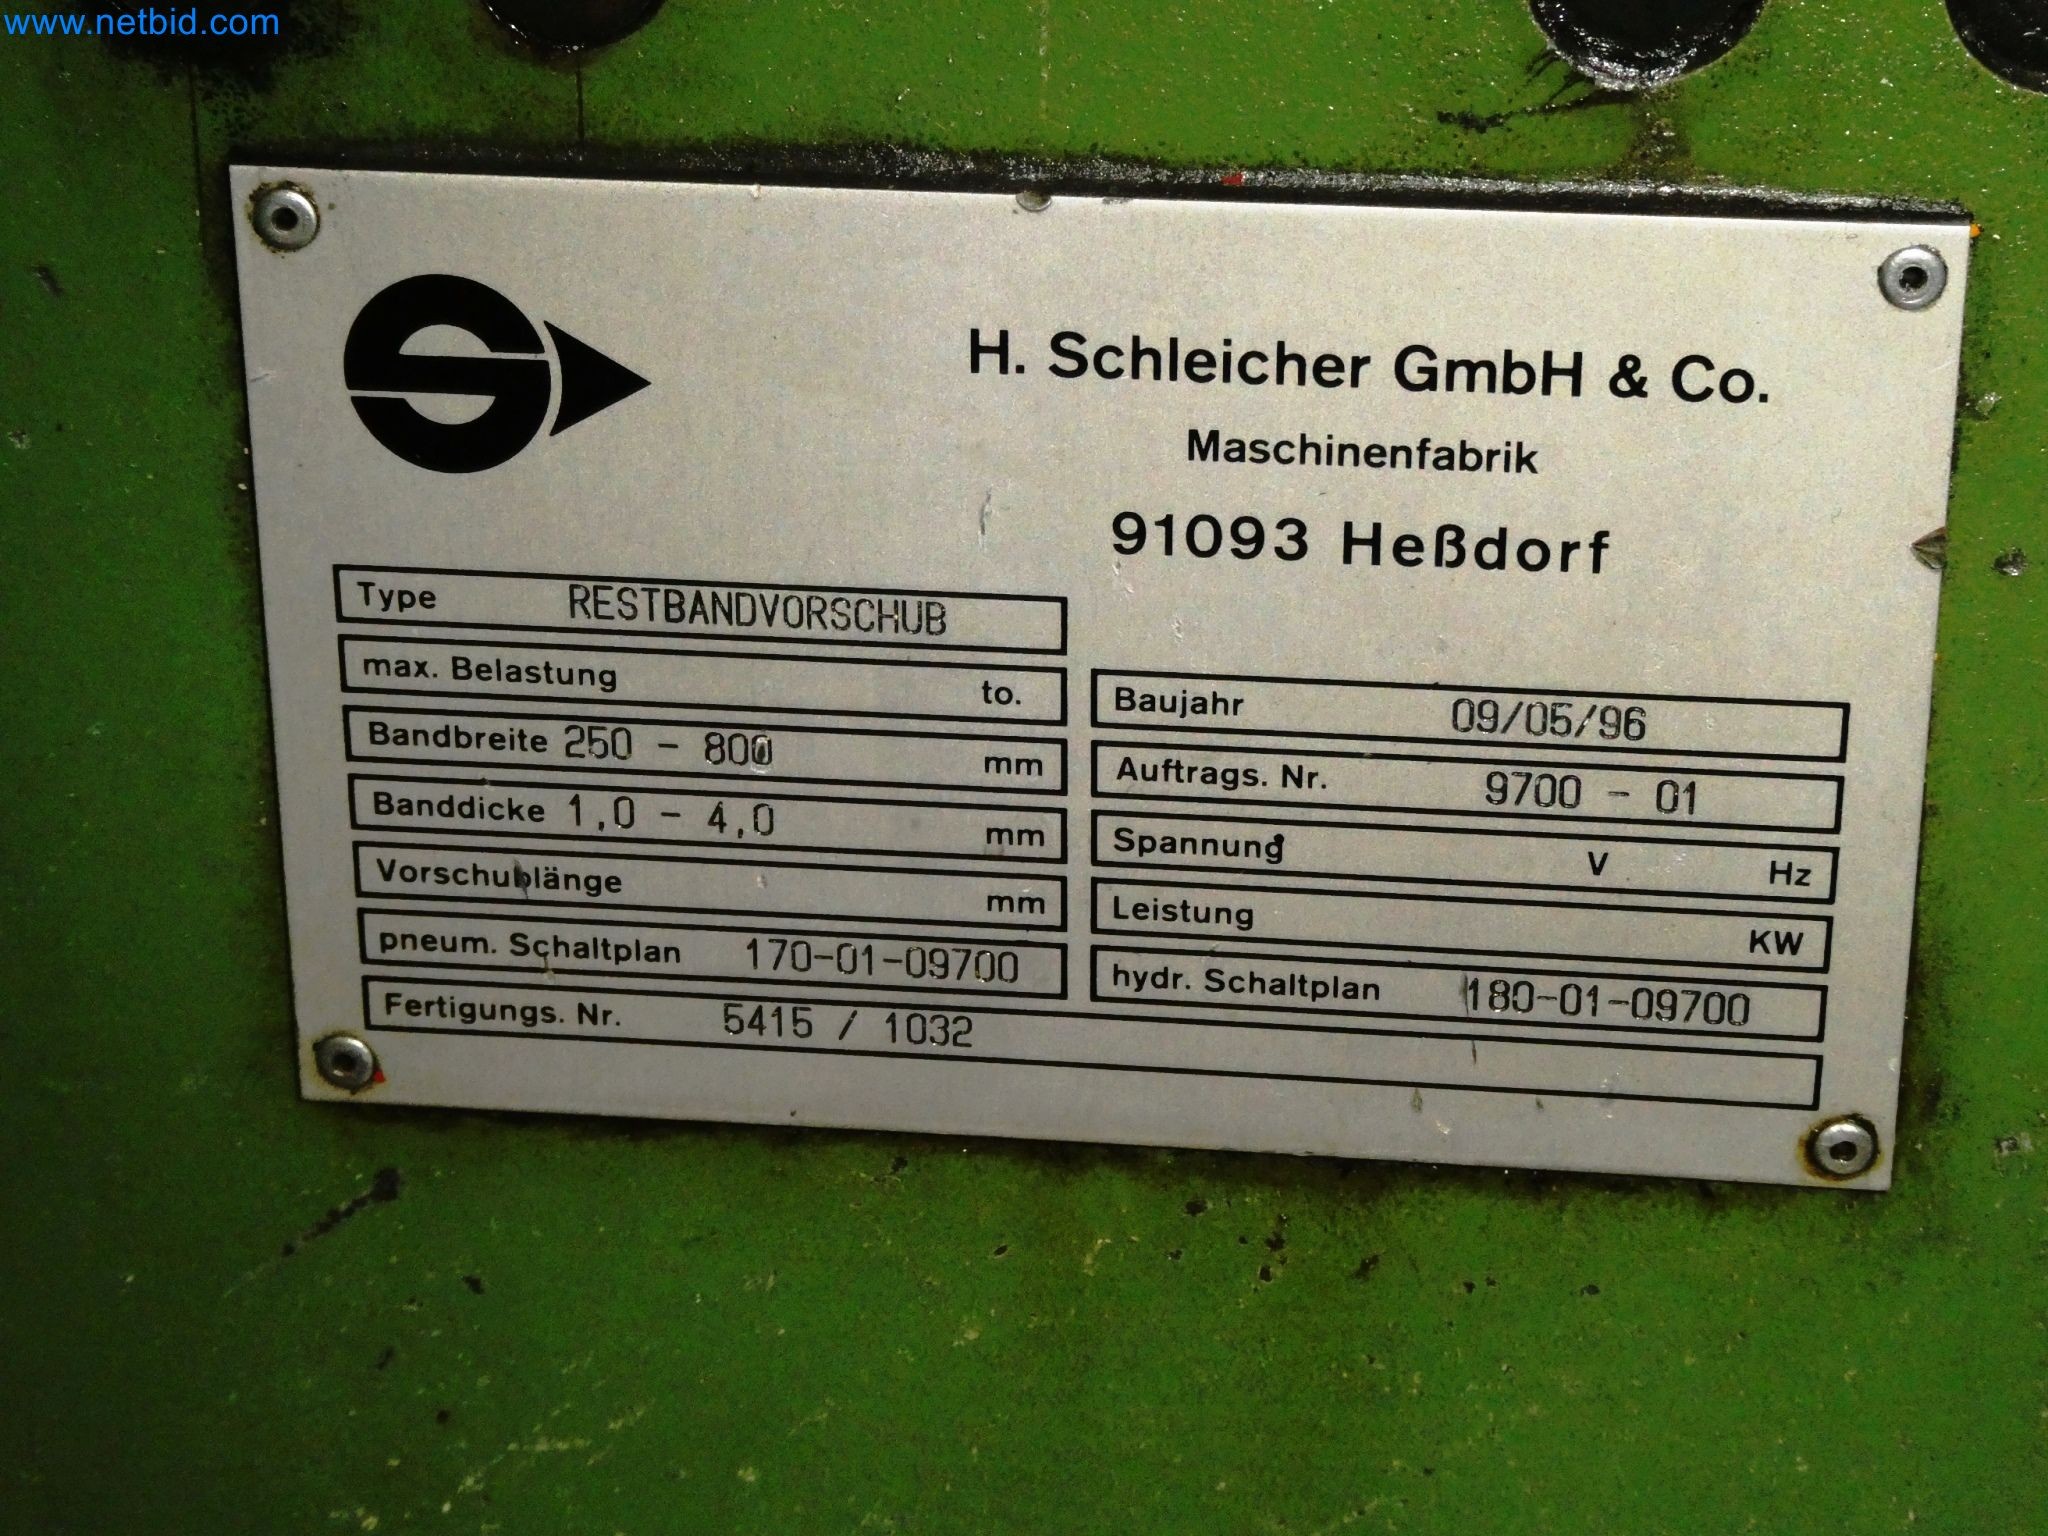 www.netbid.com
H. Schleicher GmbH & Co.
Maschinenfabrik
91093 Heßdorf
Type RESTBANDVORSCHUB
max. Belastung to.
Bandbreite 250 - 800 mm
Banddicke 1,0 - 4,0 mm
Vorschublänge mm
pneum. Schaltplan 170-01-09700
Baujahr 09/05/96
Auftrags. Nr. 9700 - 01
Spannung V Hz
Leistung KW
hydr. Schaltplan 180-01-09700
Fertigungs. Nr. 5415 / 1032